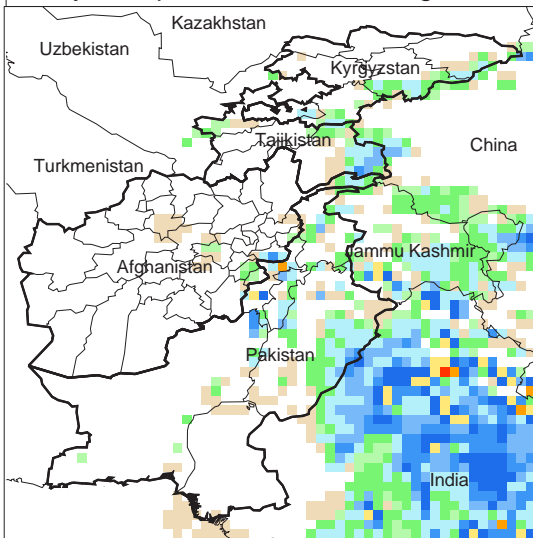 Kazakhstan
Uzbekistan
Kyrgyzstan
Tajikistan
China
Turkmenistan
Jammu Kashmir
Afghanistan
Pakistan
India